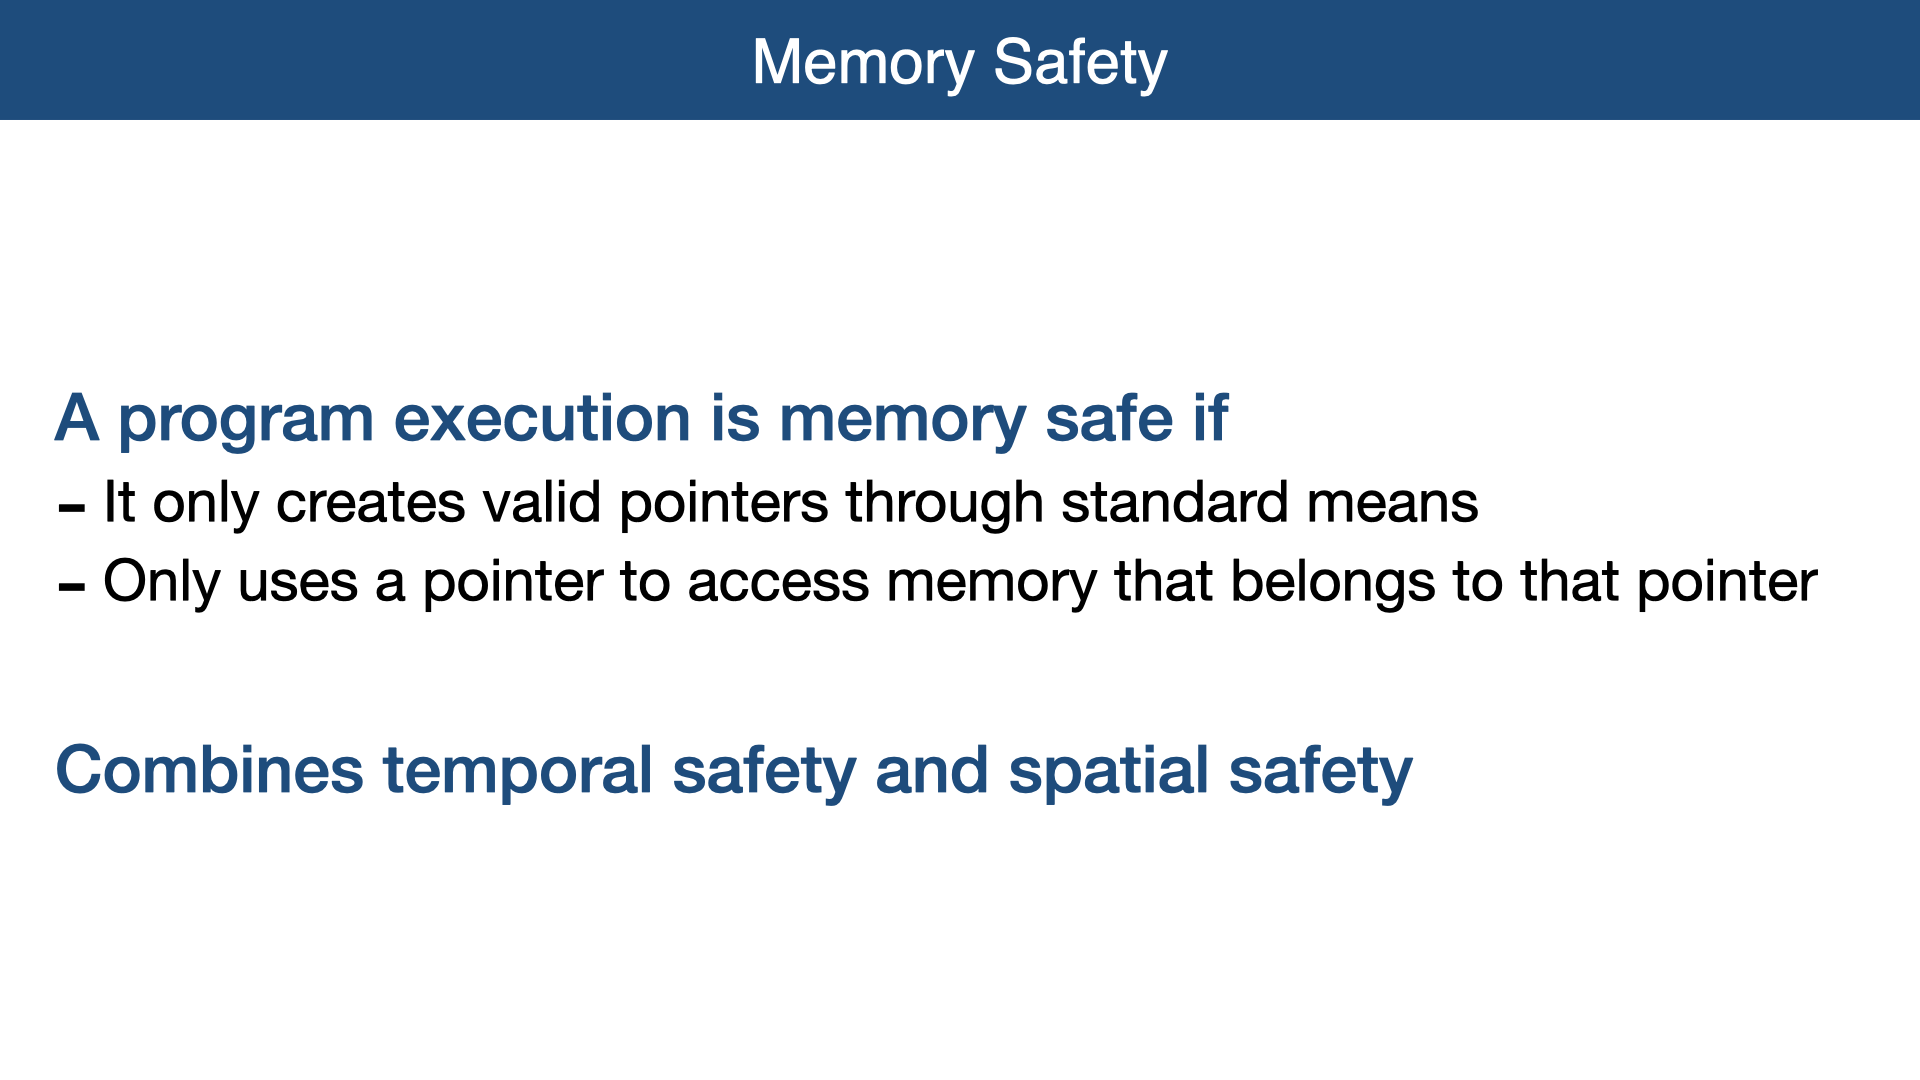 Memory Safety
A program execution is memory safe if
- It only creates valid pointers through standard means
- Only uses a pointer to access memory that belongs to that pointer
Combines temporal safety and spatial safety